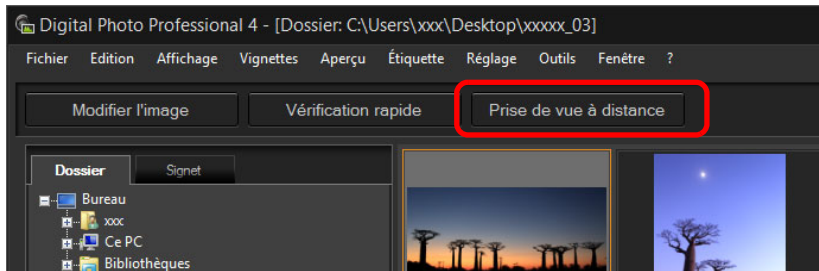 Digital Photo Professional 4 - [Dossier: C:\Users\xxx\Desktop\xxxxx_03]
Fichier Edition Affichage Vignettes Aperçu Étiquette Réglage Outils Fenêtre ?
Modifier l'image Vérification rapide Prise de vue à distance
Dossier Signet
Bureau
xxx
Ce PC
Bibliothèques